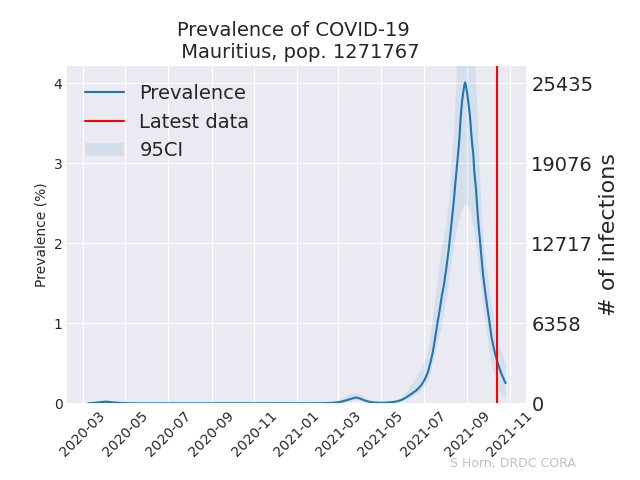 Prevalence of COVID-19
Mauritius, pop. 1271767
Prevalence
Latest data
95CI
Prevalence (%)
4
3
2
1
0
25435
19076
12717
6358
0
# of infections
2020-03
2020-05
2020-07
2020-09
2020-11
2021-01
2021-03
2021-05
2021-07
2021-09
2021-11
S Horn, DRDC CORA